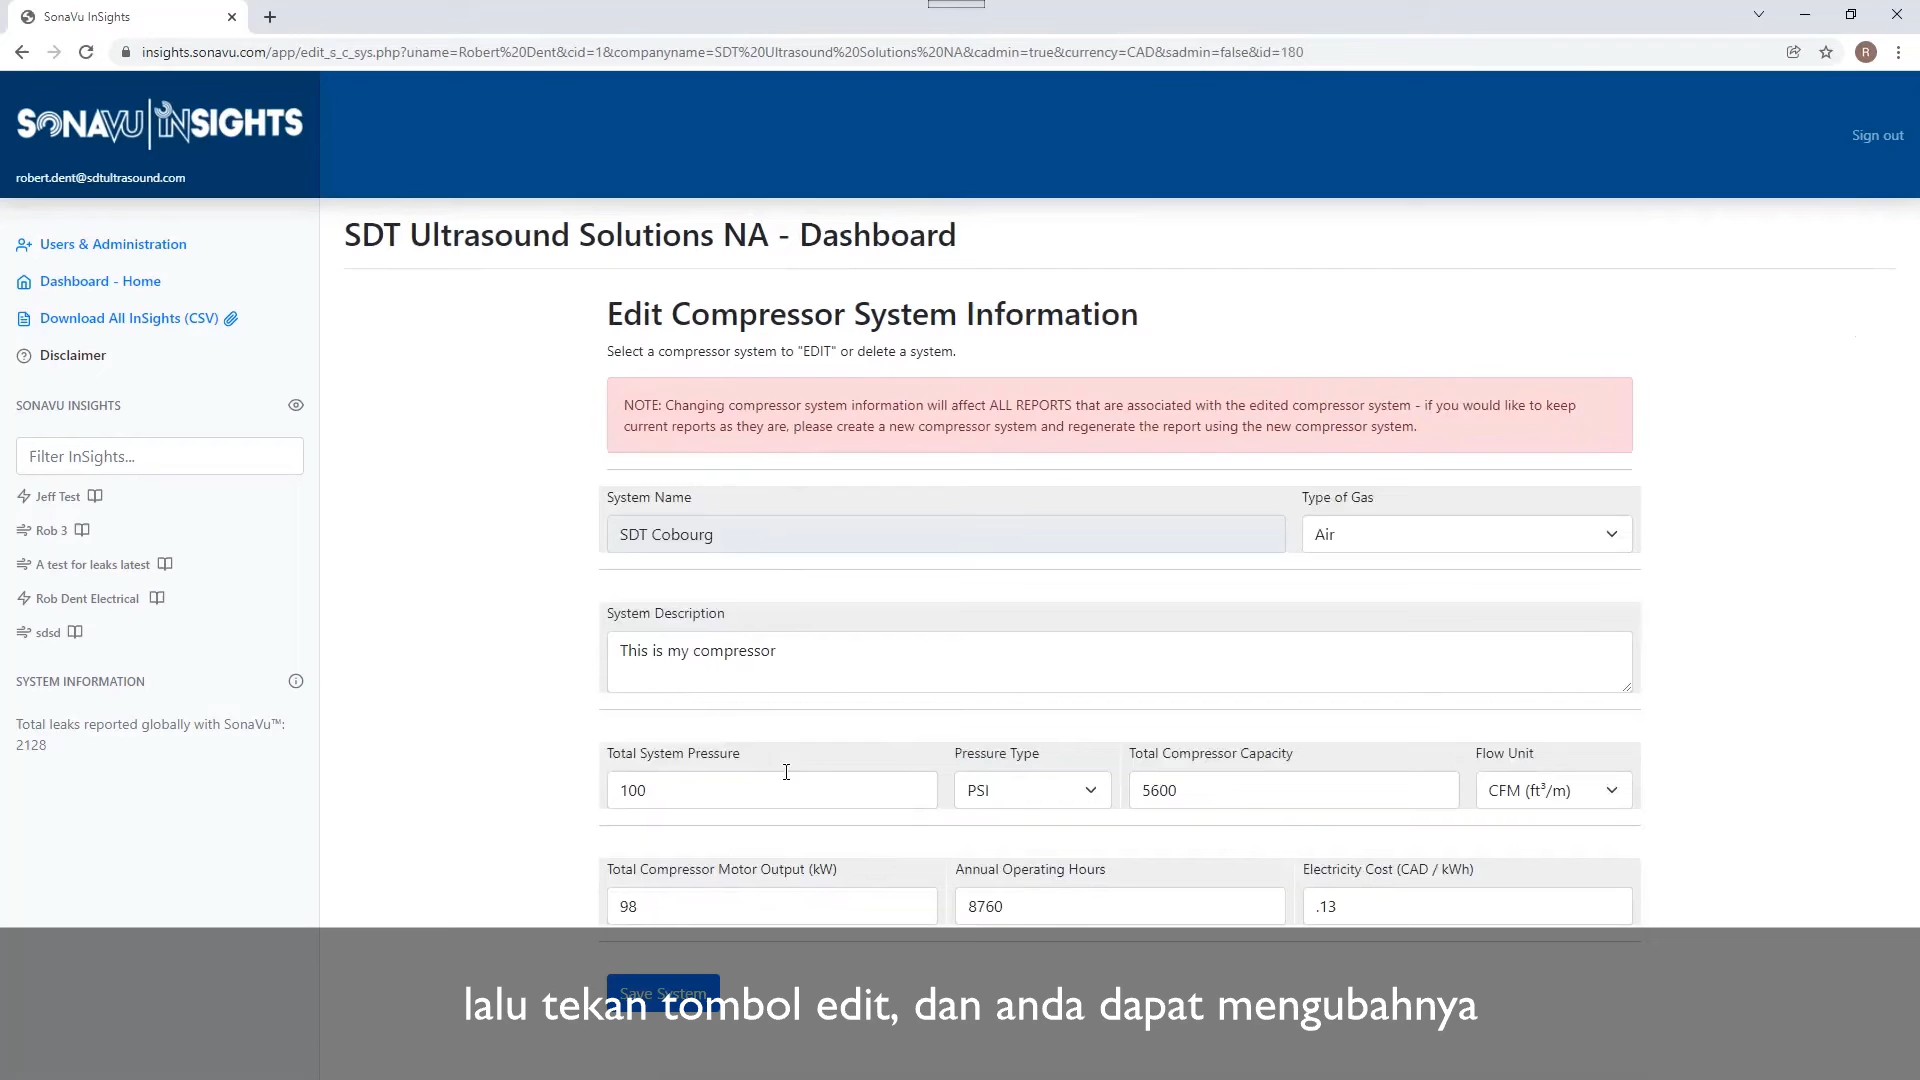 SonaVu InSights
insights.sonavu.com/app/edit_s_c_sys.php?uname=Robert%20Dent&cid=1&companyname=SDT%20Ultrasound%20Solutions%20NA&cadmin=true&currency=CAD&sadmin=false&id=180
R
SONAVU INSIGHTS
robert.dent@sdtultrasound.com
Sign out
Users & Administration
Dashboard - Home
Download All InSights (CSV)
Disclaimer
SONAVU INSIGHTS
Filter InSights...
Jeff Test
Rob 3
A test for leaks latest
Rob Dent Electrical
sdsd
SYSTEM INFORMATION
Total leaks reported globally with SonaVu™:
2128
SDT Ultrasound Solutions NA - Dashboard
Edit Compressor System Information
Select a compressor system to "EDIT" or delete a system.
NOTE: Changing compressor system information will affect ALL REPORTS that are associated with the edited compressor system - if you would like to keep
current reports as they are, please create a new compressor system and regenerate the report using the new compressor system.
System Name Type of Gas
SDT Cobourg Air
System Description
This is my compressor
Total System Pressure Pressure Type Total Compressor Capacity Flow Unit
100 PSI 5600 CFM (ft³/m)
Total Compressor Motor Output (kW) Annual Operating Hours Electricity Cost (CAD / kWh)
98 8760 .13
Save System
lalu tekan tombol edit, dan anda dapat mengubahnya